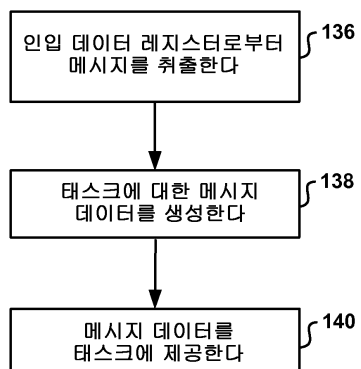 인입 데이터 레지스터로부터
메시지를 취출한다
136
태스크에 대한 메시지
데이터를 생성한다
138
메시지 데이터를
태스크에 제공한다
140